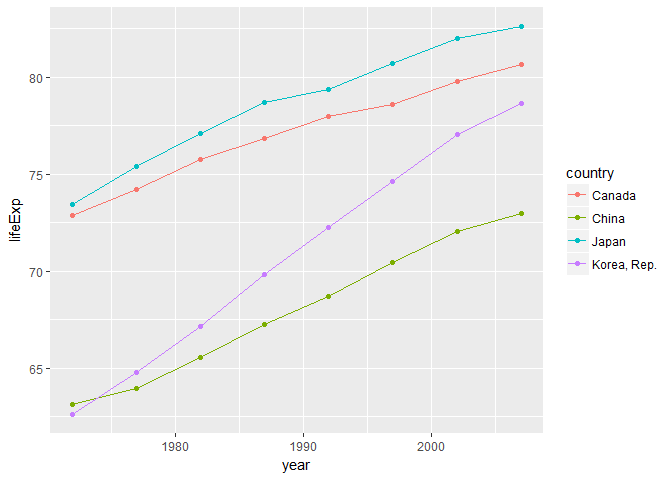 80
75
70
65
lifeExp
1980
1990
2000
year
country
Canada
China
Japan
Korea, Rep.